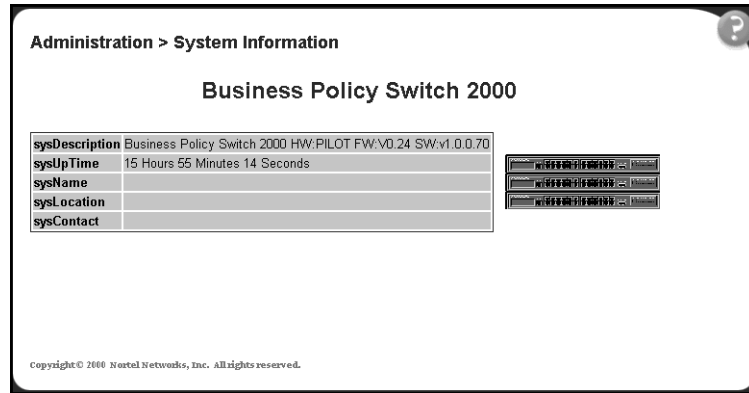 ?
Administration > System Information
Business Policy Switch 2000
sysDescription Business Policy Switch 2000 HW:PILOT FW:V0.24 SW:v1.0.0.70
sysUpTime 15 Hours 55 Minutes 14 Seconds
sysName
sysLocation
sysContact
Copyright© 2000 Nortel Networks, Inc. All rights reserved.